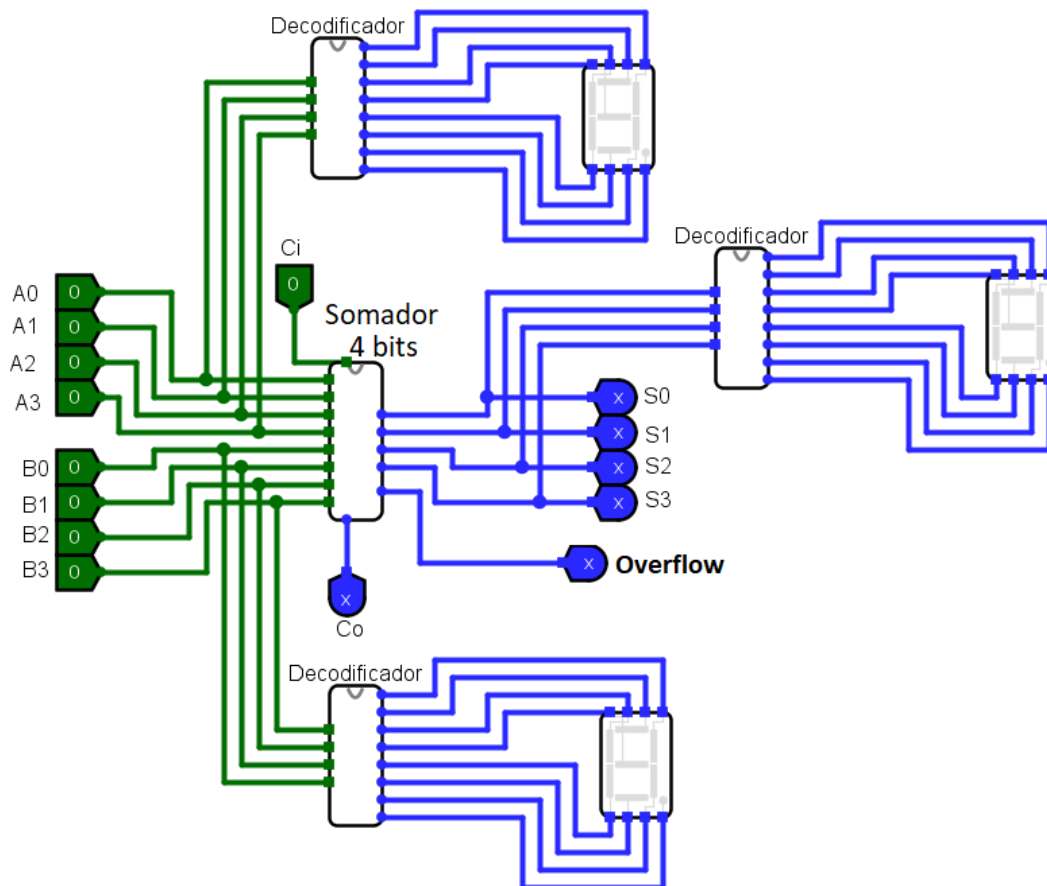 Decodificador
Decodificador
Ci
0
A0 0
A1 0
A2 0
A3 0
Somador
4 bits
B0 0
B1 0
B2 0
B3 0
x S0
x S1
x S2
x S3
x Overflow
x
Co
Decodificador